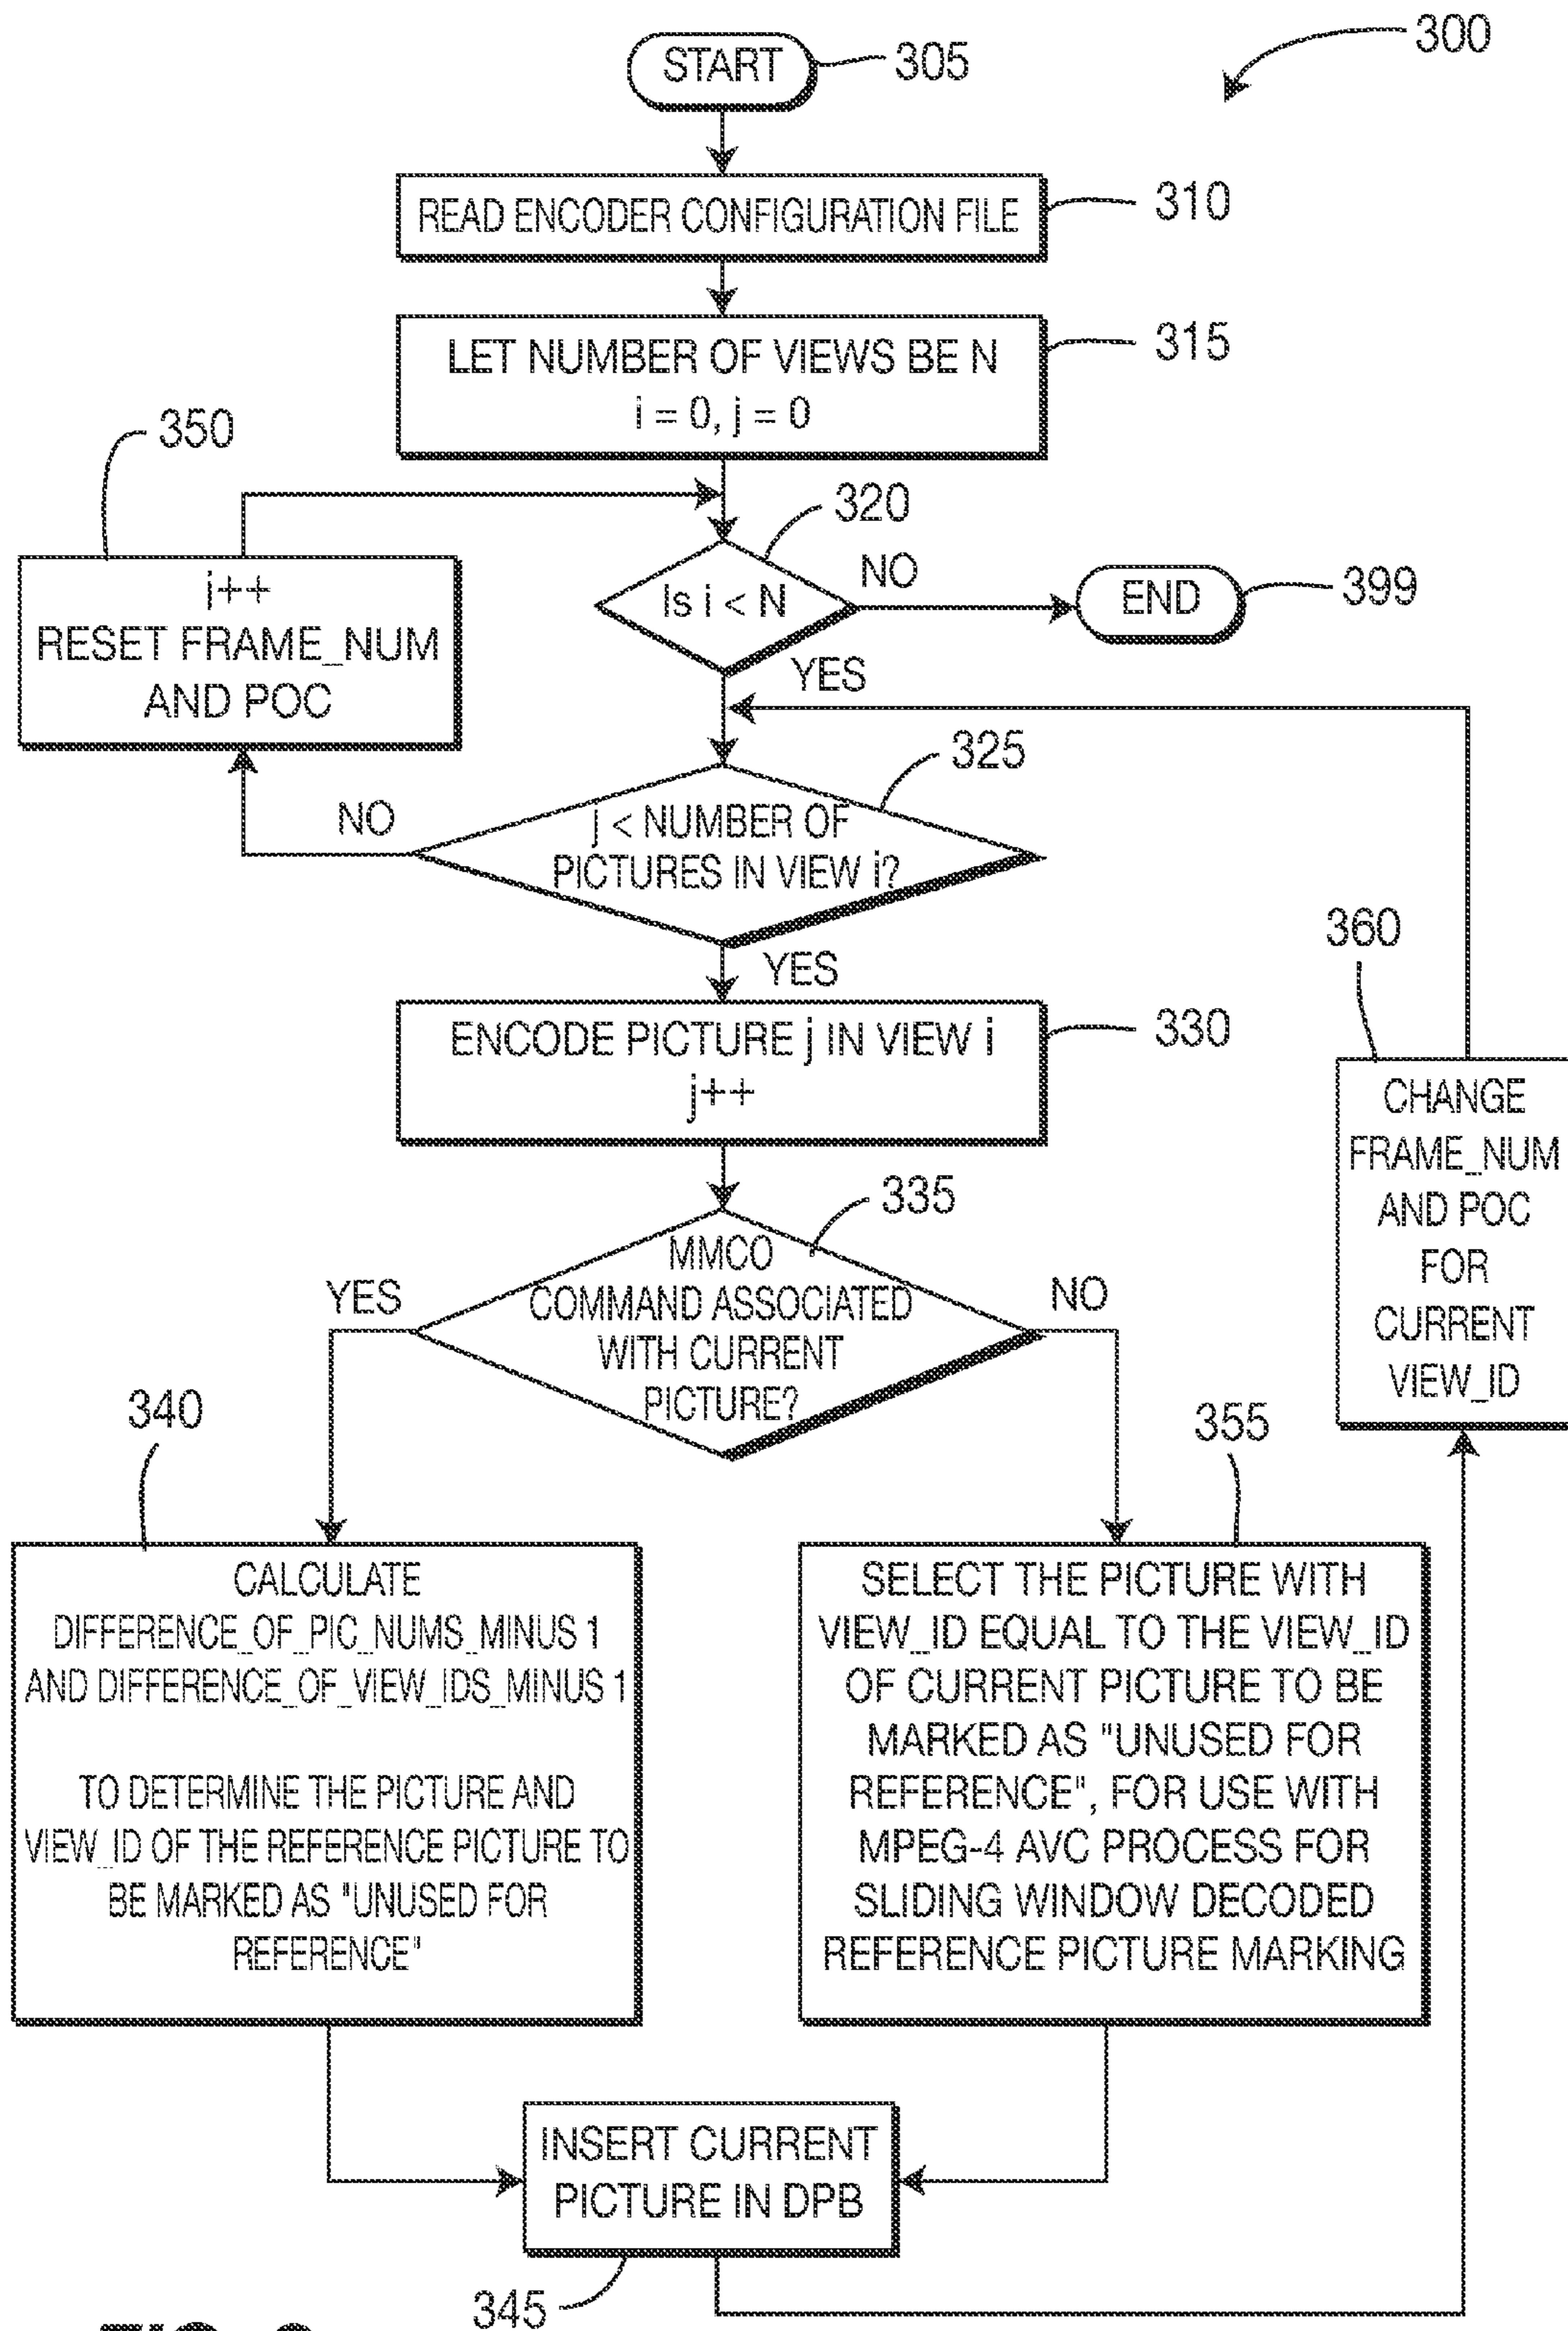 300
START
305
READ ENCODER CONFIGURATION FILE
310
LET NUMBER OF VIEWS BE N
i = 0, j = 0
315
350
i++
RESET FRAME_NUM
AND POC
320
Is i < N
NO
END
399
YES
325
j < NUMBER OF
PICTURES IN VIEW i?
NO
YES
ENCODE PICTURE j IN VIEW i
j++
330
360
CHANGE
FRAME_NUM
AND POC
FOR
CURRENT
VIEW_ID
335
MMCO
COMMAND ASSOCIATED
WITH CURRENT
PICTURE?
YES
NO
340
CALCULATE
DIFFERENCE_OF_PIC_NUMS_MINUS 1
AND DIFFERENCE_OF_VIEW_IDS_MINUS 1
TO DETERMINE THE PICTURE AND
VIEW_ID OF THE REFERENCE PICTURE TO
BE MARKED AS "UNUSED FOR
REFERENCE"
355
SELECT THE PICTURE WITH
VIEW_ID EQUAL TO THE VIEW_ID
OF CURRENT PICTURE TO BE
MARKED AS "UNUSED FOR
REFERENCE", FOR USE WITH
MPEG-4 AVC PROCESS FOR
SLIDING WINDOW DECODED
REFERENCE PICTURE MARKING
INSERT CURRENT
PICTURE IN DPB
345